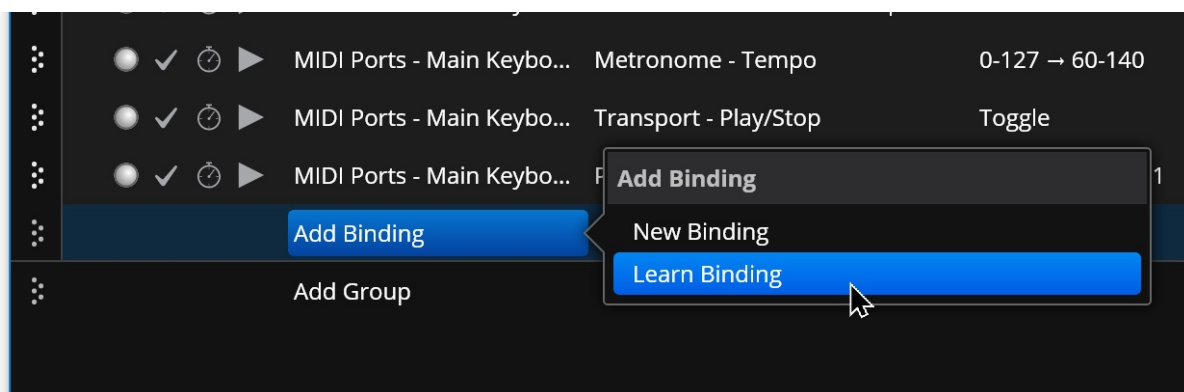 MIDI Ports - Main Keybo... Metronome - Tempo 0-127 → 60-140
MIDI Ports - Main Keybo... Transport - Play/Stop Toggle
MIDI Ports - Main Keybo...
Add Binding
Add Binding
New Binding
Learn Binding
Add Group